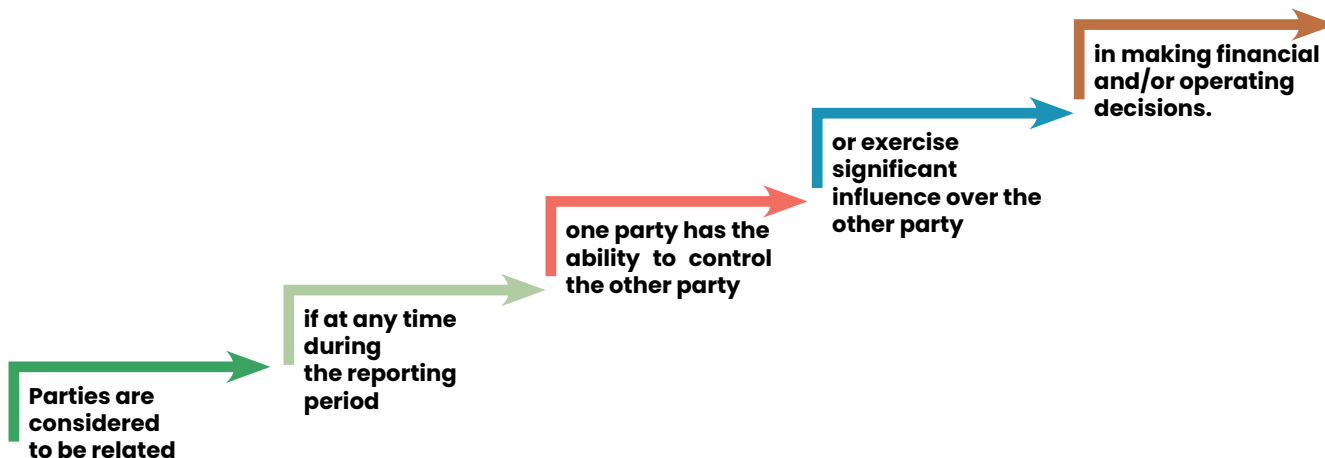 Parties are
considered
to be related
if at any time
during
the reporting
period
one party has the
ability to control
the other party
or exercise
significant
influence over the
other party
in making financial
and/or operating
decisions.